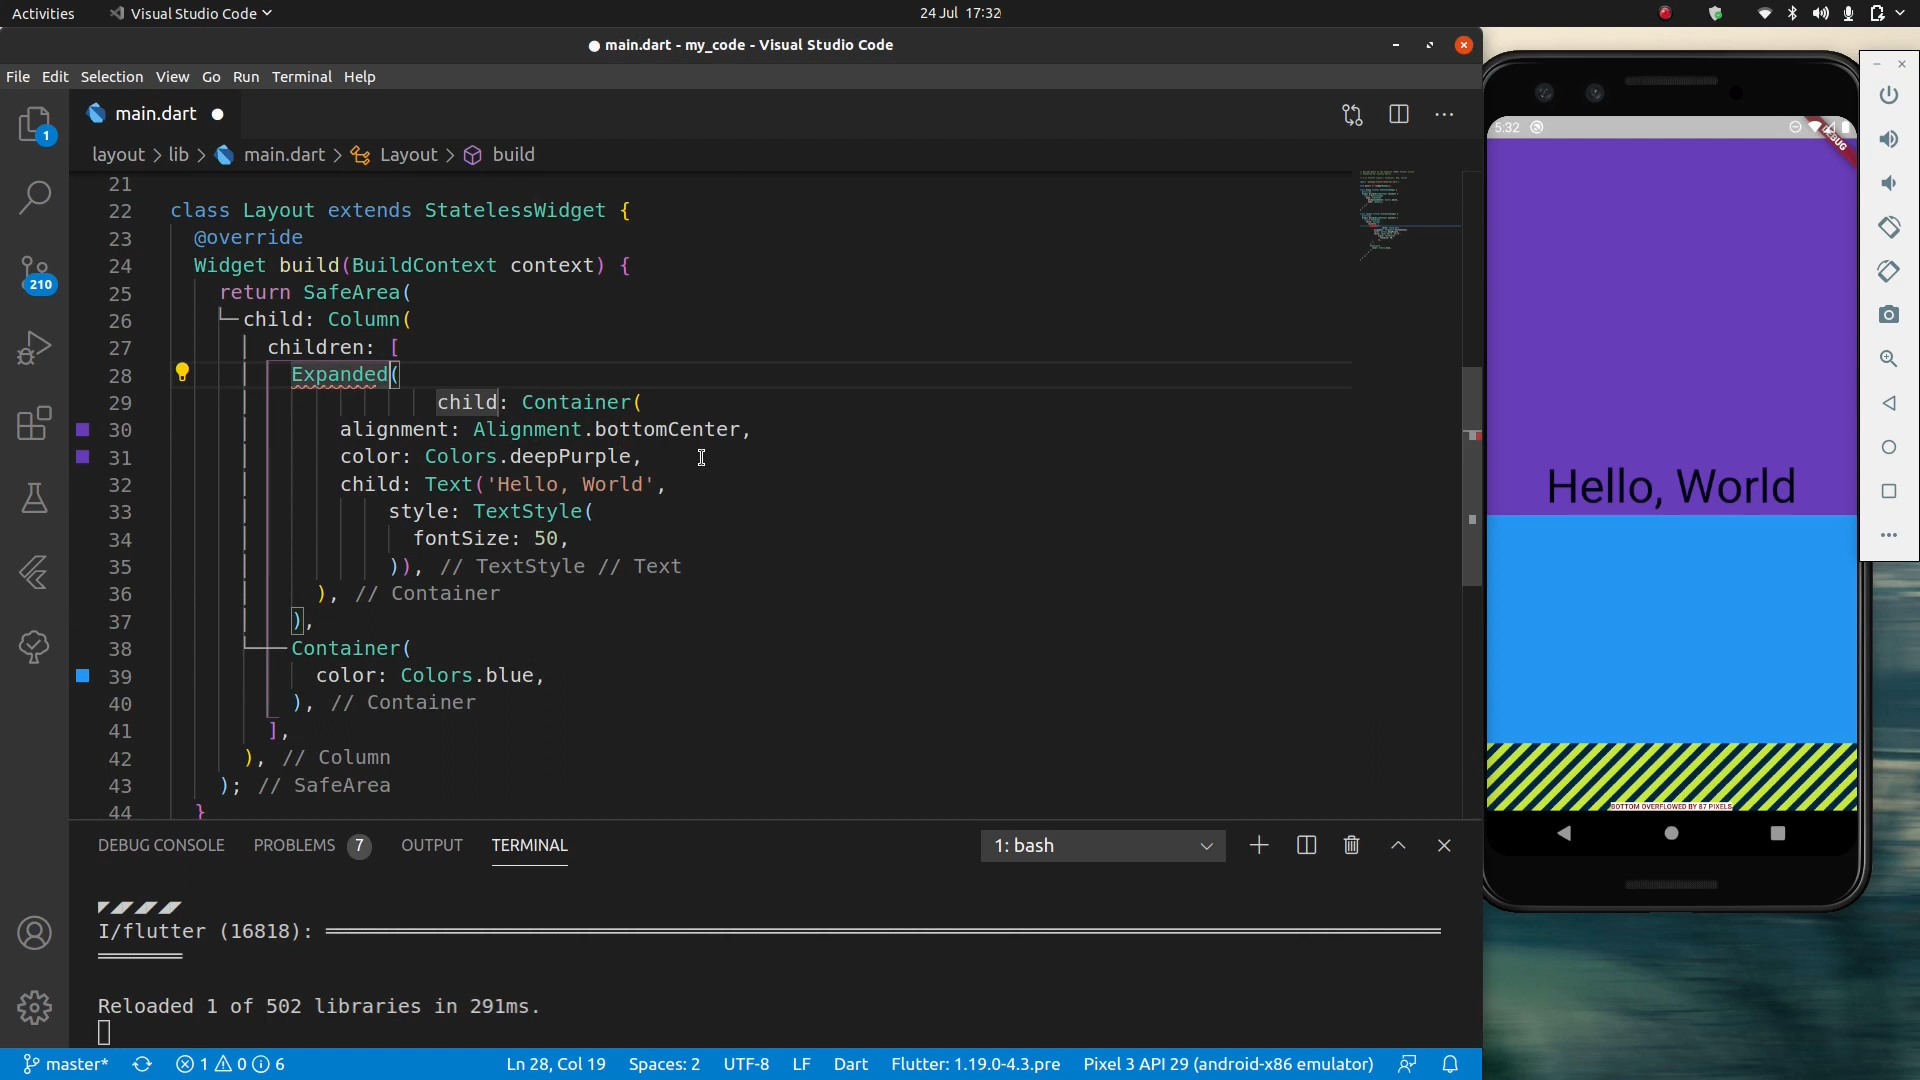 Activities
Visual Studio Code
24 Jul 17:32
main.dart - my_code - Visual Studio Code
File Edit Selection View Go Run Terminal Help
1
main.dart
layout > lib > main.dart > Layout > build
210
21
22 class Layout extends StatelessWidget {
23 @override
24 Widget build(BuildContext context) {
25 return SafeArea(
26 child: Column(
27 children: [
28 Expanded(
29 child: Container(
30 alignment: Alignment.bottomCenter,
31 color: Colors.deepPurple,
32 child: Text('Hello, World',
33 style: TextStyle(
34 fontSize: 50,
35 )), // TextStyle // Text
36 ), // Container
37 ),
38 Container(
39 color: Colors.blue,
40 ), // Container
41 ],
42 ), // Column
43 ); // SafeArea
44 }
DEBUG CONSOLE PROBLEMS 7 OUTPUT TERMINAL
1: bash
I/flutter (16818): ═══════════════════════════════════════
═══════
Reloaded 1 of 502 libraries in 291ms.
master* 1 0 6 Ln 28, Col 19 Spaces: 2 UTF-8 LF Dart Flutter: 1.19.0-4.3.pre Pixel 3 API 29 (android-x86 emulator)
5:32
DEBUG
Hello, World
BOTTOM OVERFLOWED BY 87 PIXELS